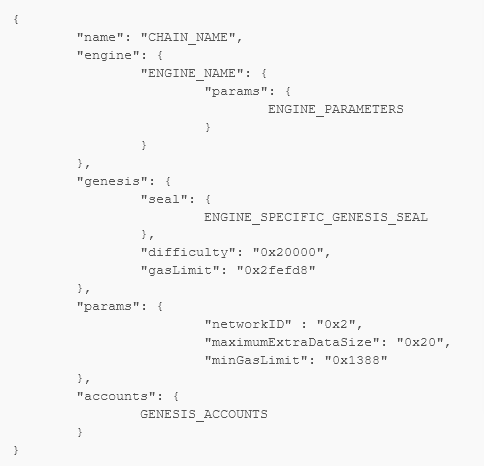 {
"name": "CHAIN_NAME",
"engine": {
"ENGINE_NAME": {
"params": {
ENGINE_PARAMETERS
}
}
},
"genesis": {
"seal": {
ENGINE_SPECIFIC_GENESIS_SEAL
},
"difficulty": "0x20000",
"gasLimit": "0x2fefd8"
},
"params": {
"networkID" : "0x2",
"maximumExtraDataSize": "0x20",
"minGasLimit": "0x1388"
},
"accounts": {
GENESIS_ACCOUNTS
}
}